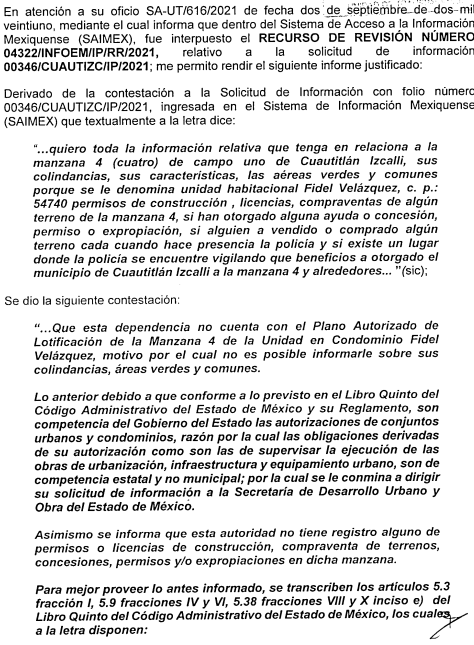 En atención a su oficio SA-UT/616/2021 de fecha dos de septiembre de dos mil
veintiuno, mediante el cual informa que dentro del Sistema de Acceso a la Información
Mexiquense (SAIMEX), fue interpuesto el RECURSO DE REVISIÓN NÚMERO
04322/INFOEM/IP/RR/2021, relativo a la solicitud de información
00346/CUAUTIZC/IP/2021; me permito rendir el siguiente informe justificado:
Derivado de la contestación a la Solicitud de Información con folio número
00346/CUAUTIZC/IP/2021, ingresada en el Sistema de Información Mexiquense
(SAIMEX) que textualmente a la letra dice:
“...quiero toda la información relativa que tenga en relaciona a la
manzana 4 (cuatro) de campo uno de Cuautitlán Izcalli, sus
colindancias, sus características, las aéreas verdes y comunes
porque se le denomina unidad habitacional Fidel Velázquez, c. p.:
54740 permisos de construcción , licencias, compraventas de algún
terreno de la manzana 4, si han otorgado alguna ayuda o concesión,
permiso o expropiación, si alguien a vendido o comprado algún
terreno cada cuando hace presencia la policía y si existe un lugar
donde la policía se encuentre vigilando que beneficios a otorgado el
municipio de Cuautitlán Izcalli a la manzana 4 y alrededores... ”(sic);
Se dio la siguiente contestación:
“...Que esta dependencia no cuenta con el Plano Autorizado de
Lotificación de la Manzana 4 de la Unidad en Condominio Fidel
Velázquez, motivo por el cual no es posible informarle sobre sus
colindancias, áreas verdes y comunes.
Lo anterior debido a que conforme a lo previsto en el Libro Quinto del
Código Administrativo del Estado de México y su Reglamento, son
competencia del Gobierno del Estado las autorizaciones de conjuntos
urbanos y condominios, razón por la cual las obligaciones derivadas
de su autorización como son las de supervisar la ejecución de las
obras de urbanización, infraestructura y equipamiento urbano, son de
competencia estatal y no municipal; por la cual se le conmina a dirigir
su solicitud de información a la Secretaría de Desarrollo Urbano y
Obra del Estado de México.
Asimismo se informa que esta autoridad no tiene registro alguno de
permisos o licencias de construcción, compraventa de terrenos,
concesiones, permisos y/o expropiaciones en dicha manzana.
Para mejor proveer lo antes informado, se transcriben los artículos 5.3
fracción I, 5.9 fracciones IV y VI, 5.38 fracciones VIII y X inciso e) del
Libro Quinto del Código Administrativo del Estado de México, los cuales
a la letra disponen: